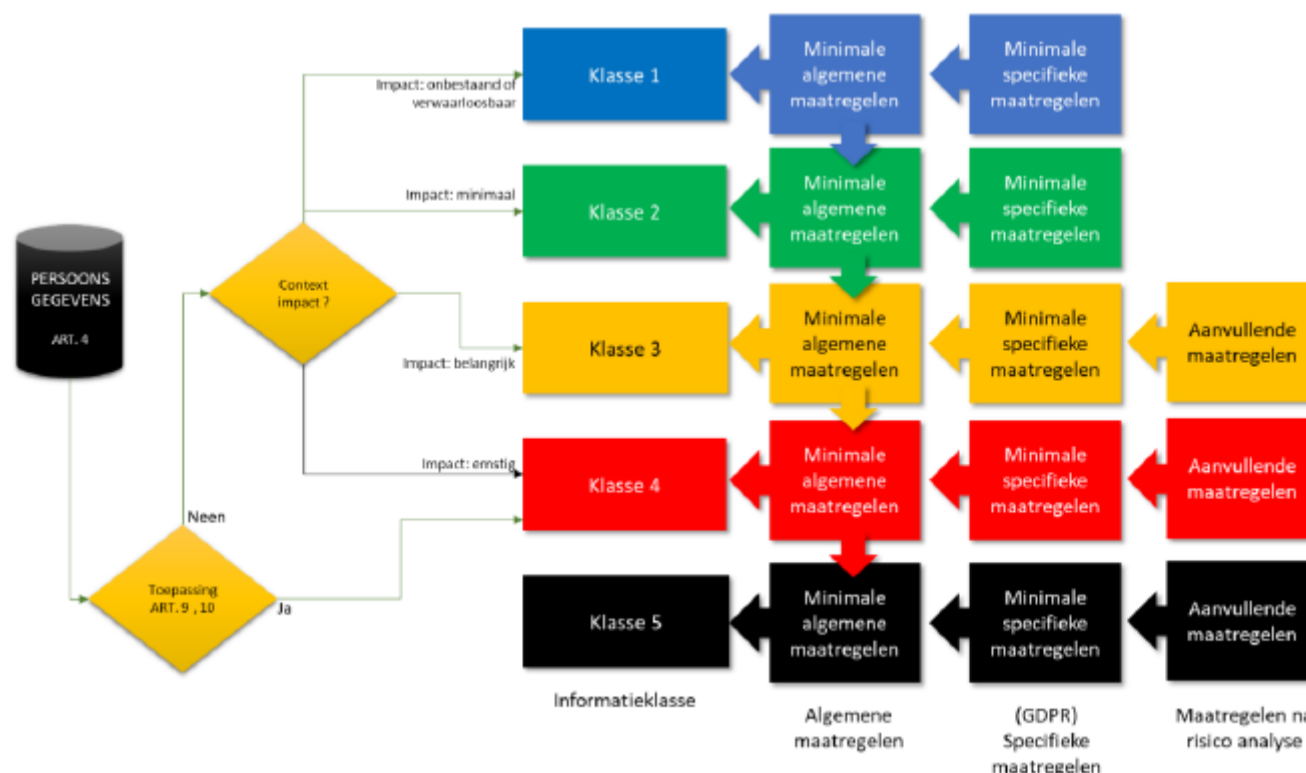 Klasse 1
Minimale
algemene
maatregelen
Minimale
specifieke
maatregelen
Impact: onbestaand of
verwaarloosbaar
Impact: minimaal
Klasse 2
Minimale
algemene
maatregelen
Minimale
specifieke
maatregelen
PERSOONS
GEGEVENS
ART. 4
Context
impact ?
Impact: belangrijk
Klasse 3
Minimale
algemene
maatregelen
Minimale
specifieke
maatregelen
Aanvullende
maatregelen
Impact: ernstig
Klasse 4
Minimale
algemene
maatregelen
Minimale
specifieke
maatregelen
Aanvullende
maatregelen
Neen
Toepassing
ART. 9 , 10
Ja
Klasse 5
Minimale
algemene
maatregelen
Minimale
specifieke
maatregelen
Aanvullende
maatregelen
Informatieklasse
Algemene
maatregelen
(GDPR)
Specifieke
maatregelen
Maatregelen na
risico analyse